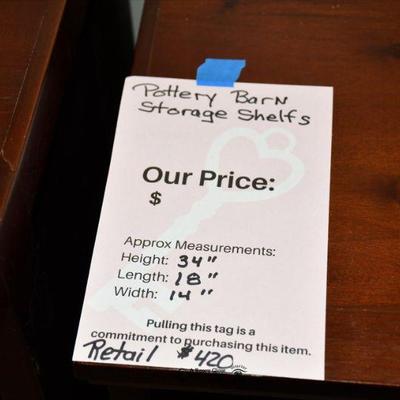 Pottery Barn
Storage Shelfs
Our Price:
$
Approx Measurements:
Height: 34"
Length: 18"
Width: 14"
Pulling this tag is a
commitment to purchasing this item.
Retail $420